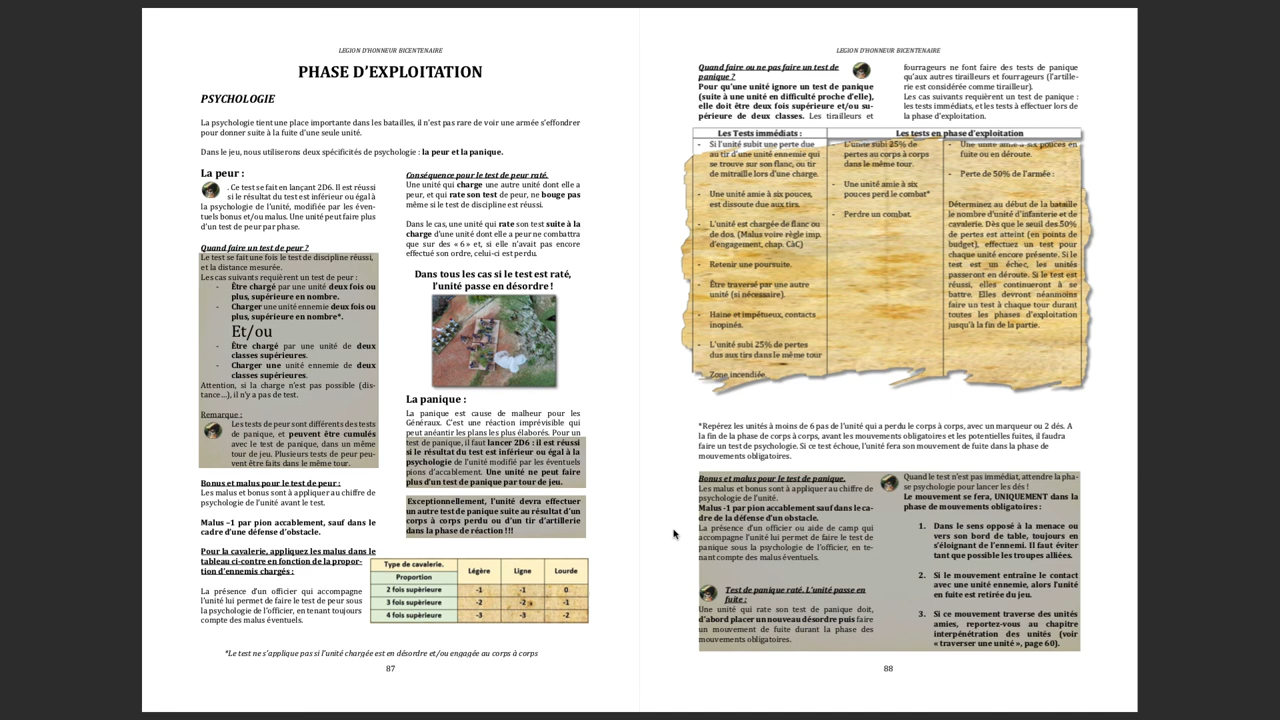 LEGION D'HONNEUR BICENTENAIRE
PHASE D'EXPLOITATION
PSYCHOLOGIE
La psychologie tient une place importante dans les batailles, il n'est pas rare de voir une armée s'effondrer
pour donner suite à la fuite d'une seule unité.
Dans le jeu, nous utiliserons deux spécificités de psychologie : la peur et la panique.
La peur :
. Ce test se fait en lançant 2D6. Il est réussi
si le résultat du test est inférieur ou égal à
la psychologie de l'unité, modifiée par les éven-
tuels bonus et/ou malus. Une unité peut faire plus
d'un test de peur par phase.
Quand faire un test de peur ?
Le test se fait une fois le test de discipline réussi,
et la distance mesurée.
Les cas suivants requièrent un test de peur :
- Être chargé par une unité deux fois ou
plus, supérieure en nombre.
- Charger une unité ennemie deux fois ou
plus, supérieure en nombre*.
Et/ou
- Être chargé par une unité de deux
classes supérieures.
- Charger une unité ennemie de deux
classes supérieures.
Attention, si la charge n'est pas possible (dis-
tance...), il n'y a pas de test.
Remarque :
Les tests de peur sont différents des tests
de panique, et peuvent être cumulés
avec le test de panique, dans un même
tour de jeu. Plusieurs tests de peur peu-
vent être faits dans le même tour.
Bonus et malus pour le test de peur :
Les malus et bonus sont à appliquer au chiffre de
psychologie de l'unité avant le test.
Malus –1 par pion accablement, sauf dans le
cadre d'une défense d'obstacle.
Pour la cavalerie, appliquez les malus dans le
tableau ci-contre en fonction de la propor-
tion d'ennemis chargés :
La présence d'un officier qui accompagne
l'unité lui permet de faire le test de peur sous
la psychologie de l'officier, en tenant toujours
compte des malus éventuels.
Conséquence pour le test de peur raté.
Une unité qui charge une autre unité dont elle a
peur, et qui rate son test de peur, ne bouge pas
même si le test de discipline est réussi.
Dans le cas, une unité qui rate son test suite à la
charge d'une unité dont elle a peur ne combattra
que sur des « 6 » et, si elle n'avait pas encore
effectué son ordre, celui-ci est perdu.
Dans tous les cas si le test est raté,
l'unité passe en désordre !
La panique :
La panique est cause de malheur pour les
Généraux. C'est une réaction imprévisible qui
peut anéantir les plans les plus élaborés. Pour un
test de panique, il faut lancer 2D6 : il est réussi
si le résultat du test est inférieur ou égal à la
psychologie de l'unité modifié par les éventuels
pions d'accablement. Une unité ne peut faire
plus d'un test de panique par tour de jeu.
Exceptionnellement, l'unité devra effectuer
un autre test de panique suite au résultat d'un
corps à corps perdu ou d'un tir d'artillerie
dans la phase de réaction !!!
Type de cavalerie. Légère Ligne Lourde
Proportion
2 fois supérieure -1 -1 0
3 fois supérieure -2 -2 -1
4 fois supérieure -3 -3 -2
*Le test ne s'applique pas si l'unité chargée est en désordre et/ou engagée au corps à corps
87
LEGION D'HONNEUR BICENTENAIRE
Quand faire ou ne pas faire un test de
panique ?
Pour qu'une unité ignore un test de panique
(suite à une unité en difficulté proche d'elle),
elle doit être deux fois supérieure et/ou su-
périeure de deux classes. Les tirailleurs et
fourrageurs ne font faire des tests de panique
qu'aux autres tirailleurs et fourrageurs (l'artille-
rie est considérée comme tirailleur).
Les cas suivants requièrent un test de panique :
les tests immédiats, et les tests à effectuer lors de
la phase d'exploitation.
Les Tests immédiats :
- Si l'unité subit une perte due
au tir d'une unité ennemie qui
se trouve sur son flanc, ou tir
de mitraille lors d'une charge.
- Une unité amie à six pouces,
est dissoute due aux tirs.
- L'unité est chargée de flanc ou
de dos. (Malus voire règle imp.
d'engagement, chap. CàC)
- Retenir une poursuite.
- Être traversé par une autre
unité (si nécessaire).
- Haine et impétueux, contacts
inopinés.
- L'unité subi 25% de pertes
dus aux tirs dans le même tour
Zone incendiée.
Les tests en phase d'exploitation
- L'unité subi 25% de
pertes au corps à corps
dans le même tour.
- Une unité amie à six
pouces perd le combat*
- Perdre un combat.
- Une unité amie à six pouces en
fuite ou en déroute.
- Perte de 50% de l'armée :
Déterminez au début de la bataille
le nombre d'unité d'infanterie et de
cavalerie. Dès que le seuil des 50%
de pertes est atteint (en points de
budget), effectuez un test pour
chaque unité encore présente. Si le
test est un échec, les unités
passeront en déroute. Si le test est
réussi, elles continueront à se
battre. Elles devront néanmoins
faire un test à chaque tour durant
toutes les phases d'exploitation
jusqu'à la fin de la partie.
*Repérez les unités à moins de 6 pas de l'unité qui a perdu le corps à corps, avec un marqueur ou 2 dés. A
la fin de la phase de corps à corps, avant les mouvements obligatoires et les potentielles fuites, il faudra
faire un test de panique. Si ce test échoue, l'unité fera son mouvement de panique dans la phase de
mouvements obligatoires.
Bonus et malus pour le test de panique.
Les malus et bonus sont à appliquer au chiffre de
psychologie de l'unité.
Malus -1 par pion accablement sauf dans le ca-
dre de la défense d'un obstacle.
La présence d'un officier ou aide de camp qui
accompagne l'unité lui permet de faire le test de
panique sous la psychologie de l'officier, en te-
nant compte des malus éventuels.
Test de panique raté. L'unité passe en
fuite :
Une unité qui rate son test de panique doit,
d'abord placer un nouveau désordre puis faire
un mouvement de fuite durant la phase des
mouvements obligatoires.
Quand le test n'est pas immédiat, attendre la pha-
se psychologie pour lancer les dés !
Le mouvement se fera, UNIQUEMENT dans la
phase de mouvements obligatoires :
1. Dans le sens opposé à la menace ou
vers son bord de table, toujours en
s'éloignant de l'ennemi. Il faut éviter
tant que possible les troupes alliées.
2. Si le mouvement entraîne le contact
avec une unité ennemie, alors l'unité
en fuite est retirée du jeu.
3. Si ce mouvement traverse des unités
amies, reportez-vous au chapitre
interpénétration des unités (voir
« traverser une unité », page 60).
88